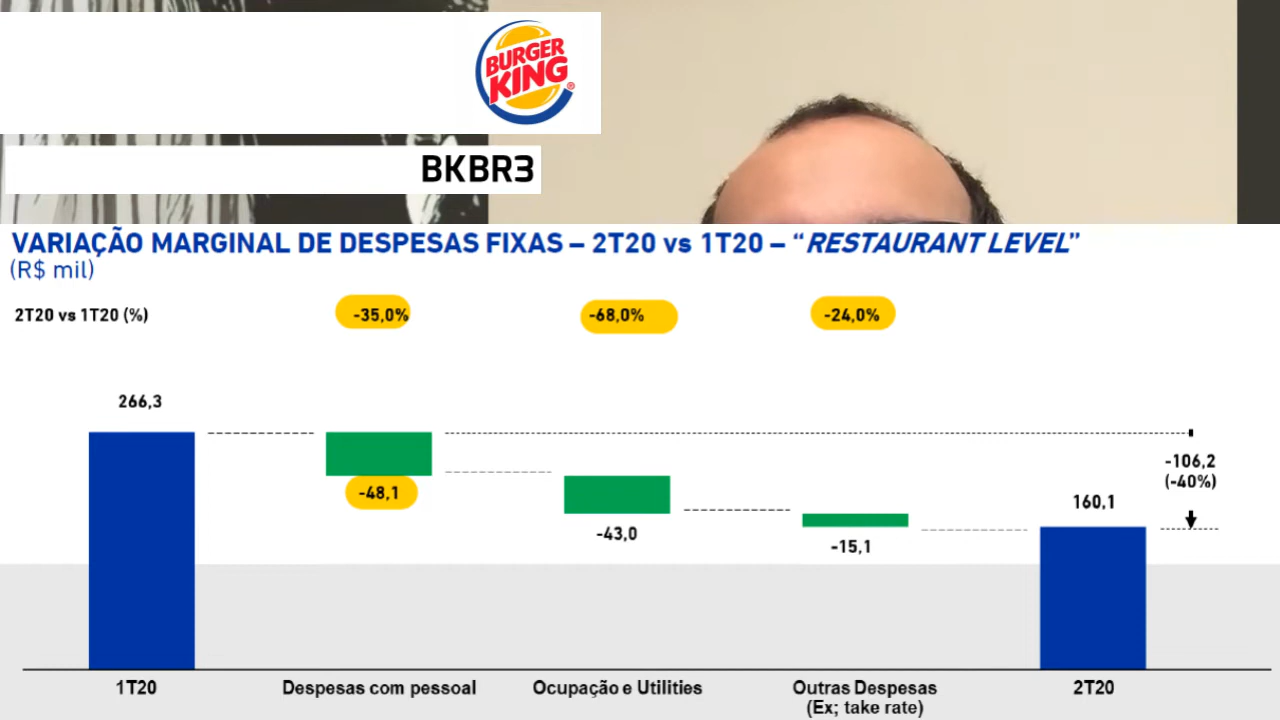 BURGER
KING
®
BKBR3
VARIAÇÃO MARGINAL DE DESPESAS FIXAS – 2T20 vs 1T20 – “RESTAURANT LEVEL”
(R$ mil)
2T20 vs 1T20 (%)
-35,0%
-68,0%
-24,0%
266,3
-48,1
-43,0
-15,1
160,1
-106,2
(-40%)
1T20
Despesas com pessoal
Ocupação e Utilities
Outras Despesas
(Ex; take rate)
2T20